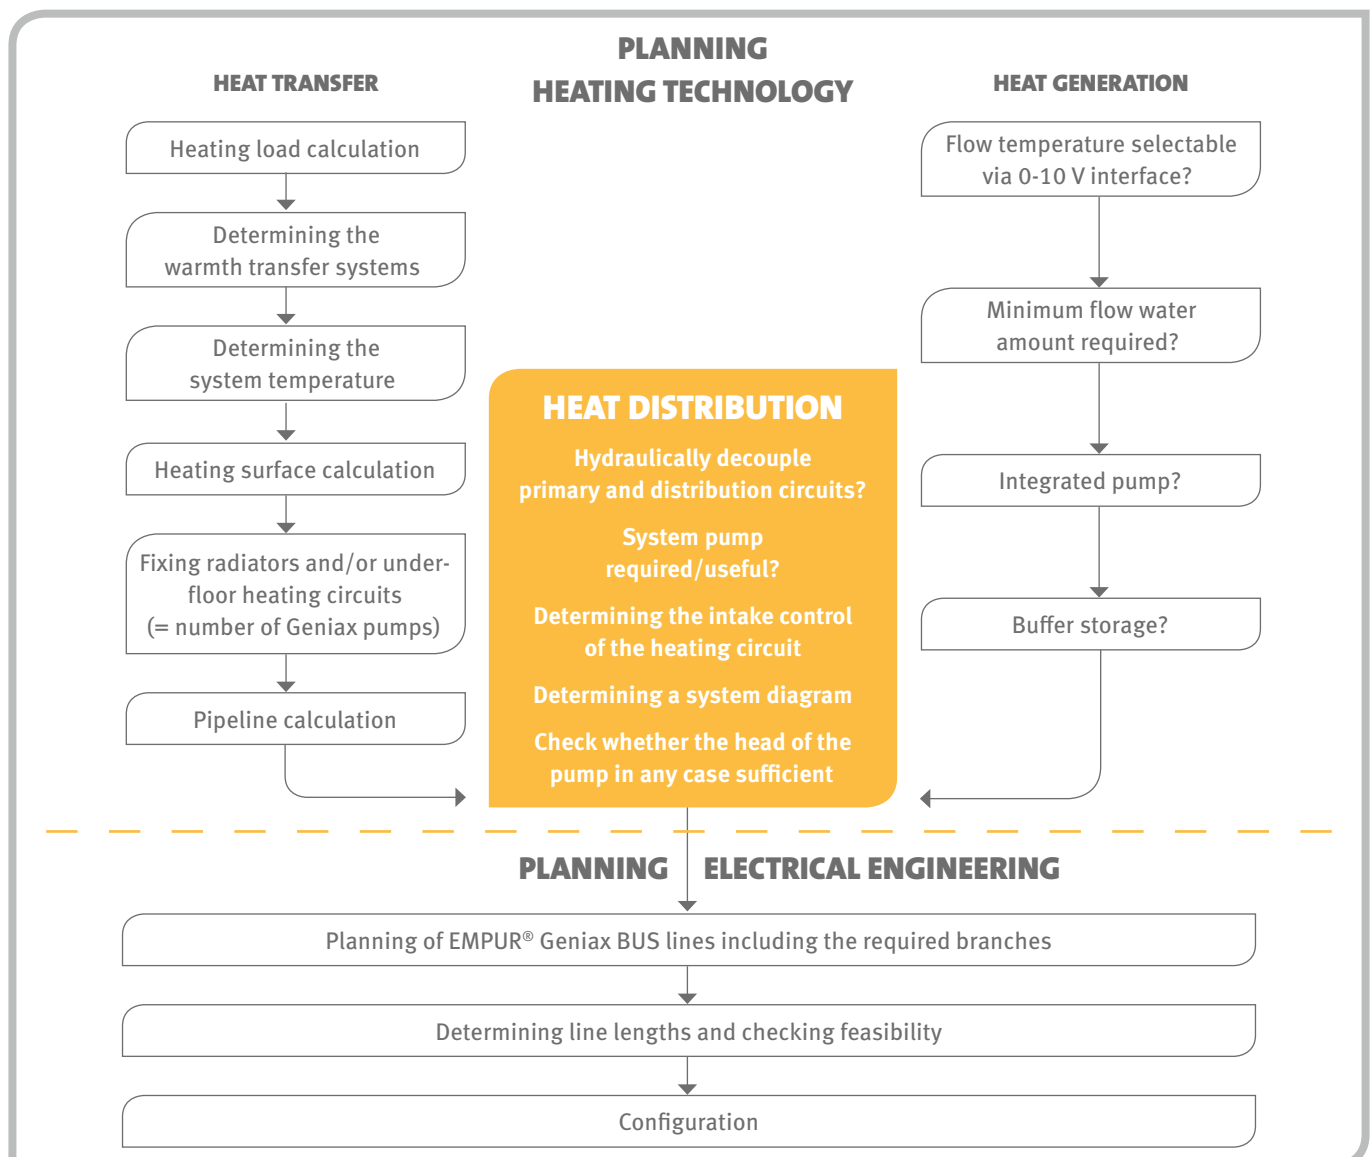 PLANNING
HEATING TECHNOLOGY
HEAT TRANSFER
Heating load calculation
Determining the
warmth transfer systems
Determining the
system temperature
Heating surface calculation
Fixing radiators and/or under-
floor heating circuits
(= number of Geniax pumps)
Pipeline calculation
HEAT GENERATION
Flow temperature selectable
via 0-10 V interface?
Minimum flow water
amount required?
Integrated pump?
Buffer storage?
HEAT DISTRIBUTION
Hydraulically decouple
primary and distribution circuits?
System pump
required/useful?
Determining the intake control
of the heating circuit
Determining a system diagram
Check whether the head of the
pump in any case sufficient
PLANNING ELECTRICAL ENGINEERING
Planning of EMPUR® Geniax BUS lines including the required branches
Determining line lengths and checking feasibility
Configuration